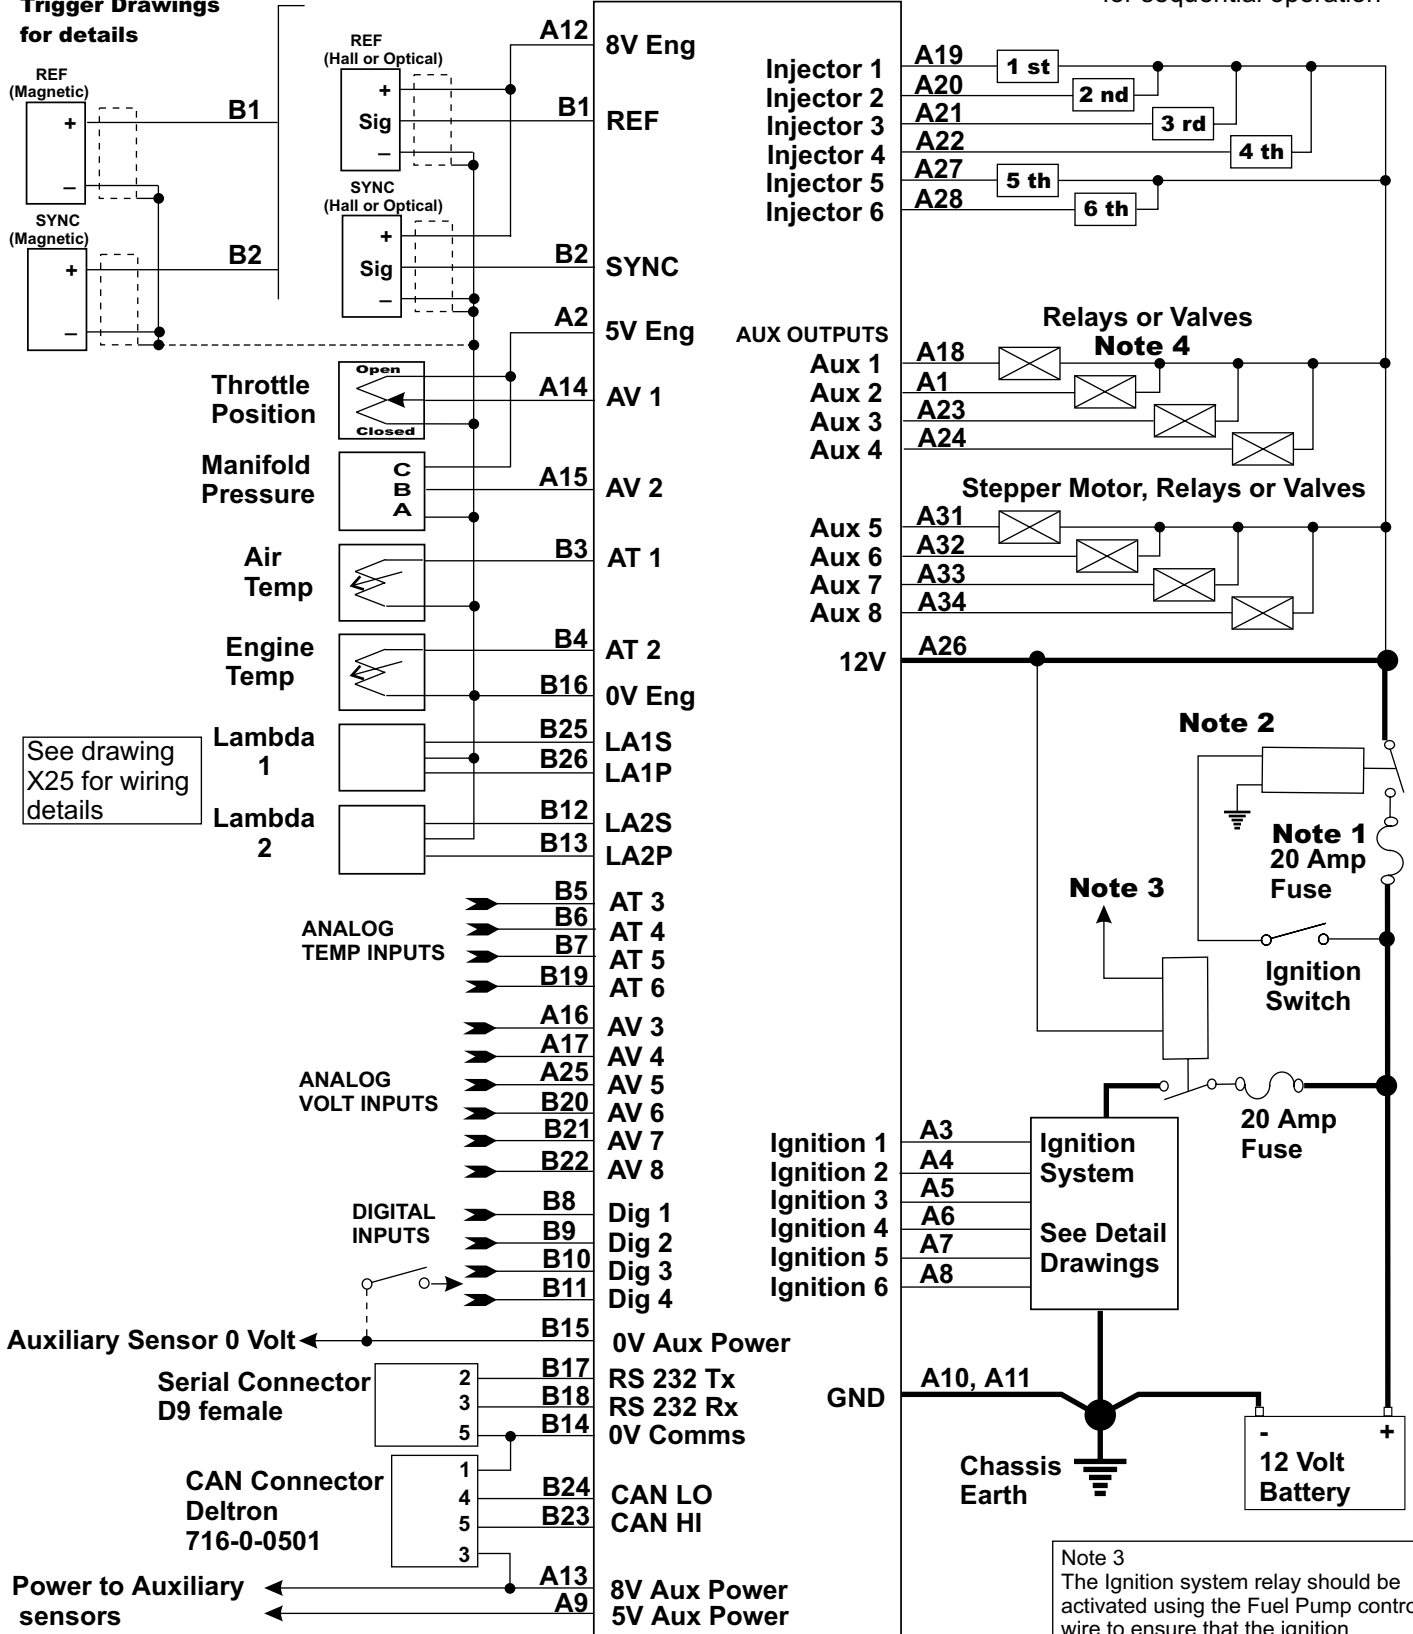 Trigger Drawings
for details
for sequential operation
REF
(Magnetic)
+
–
B1
SYNC
(Magnetic)
+
–
B2
REF
(Hall or Optical)
+
Sig
–
SYNC
(Hall or Optical)
+
Sig
–
A12
8V Eng
B1
REF
B2
SYNC
A2
5V Eng
Throttle
Position
Open
Closed
A14
AV 1
Manifold
Pressure
C
B
A
A15
AV 2
Air
Temp
B3
AT 1
Engine
Temp
B4
AT 2
B16
0V Eng
See drawing
X25 for wiring
details
Lambda
1
B25
LA1S
B26
LA1P
Lambda
2
B12
LA2S
B13
LA2P
ANALOG
TEMP INPUTS
B5
AT 3
B6
AT 4
B7
AT 5
B19
AT 6
ANALOG
VOLT INPUTS
A16
AV 3
A17
AV 4
A25
AV 5
B20
AV 6
B21
AV 7
B22
AV 8
DIGITAL
INPUTS
B8
Dig 1
B9
Dig 2
B10
Dig 3
B11
Dig 4
Auxiliary Sensor 0 Volt
B15
0V Aux Power
Serial Connector
D9 female
2
3
5
B17
RS 232 Tx
B18
RS 232 Rx
B14
0V Comms
CAN Connector
Deltron
716-0-0501
1
4
5
3
B24
CAN LO
B23
CAN HI
Power to Auxiliary
sensors
A13
8V Aux Power
A9
5V Aux Power
Injector 1
A19
1 st
Injector 2
A20
2 nd
Injector 3
A21
3 rd
Injector 4
A22
4 th
Injector 5
A27
5 th
Injector 6
A28
6 th
AUX OUTPUTS
Relays or Valves
Note 4
Aux 1
A18
Aux 2
A1
Aux 3
A23
Aux 4
A24
Stepper Motor, Relays or Valves
Aux 5
A31
Aux 6
A32
Aux 7
A33
Aux 8
A34
12V
A26
Note 2
Note 1
20 Amp
Fuse
Note 3
Ignition
Switch
20 Amp
Fuse
Ignition 1
A3
Ignition 2
A4
Ignition 3
A5
Ignition 4
A6
Ignition 5
A7
Ignition 6
A8
Ignition
System
See Detail
Drawings
GND
A10, A11
Chassis
Earth
-
+
12 Volt
Battery
Note 3
The Ignition system relay should be
activated using the Fuel Pump contro
wire to ensure that the ignition